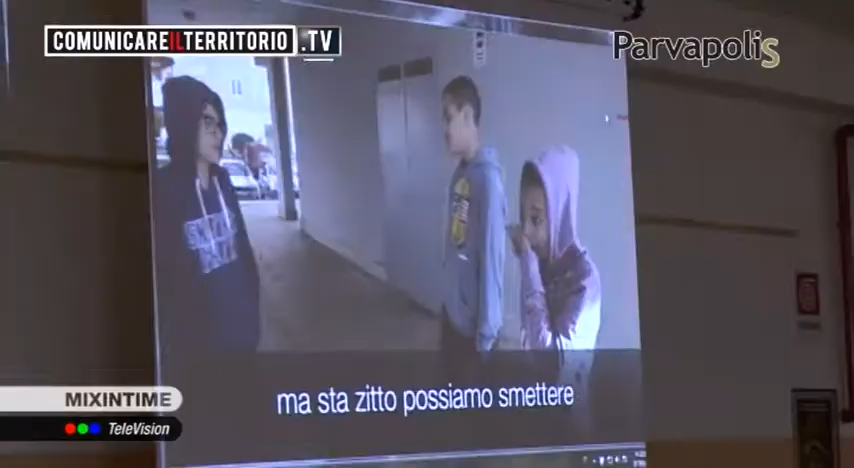 COMUNICAREILTERRITORIO.TV
Parvapolis
ma sta zitto possiamo smettere
MIXINTIME
TeleVision